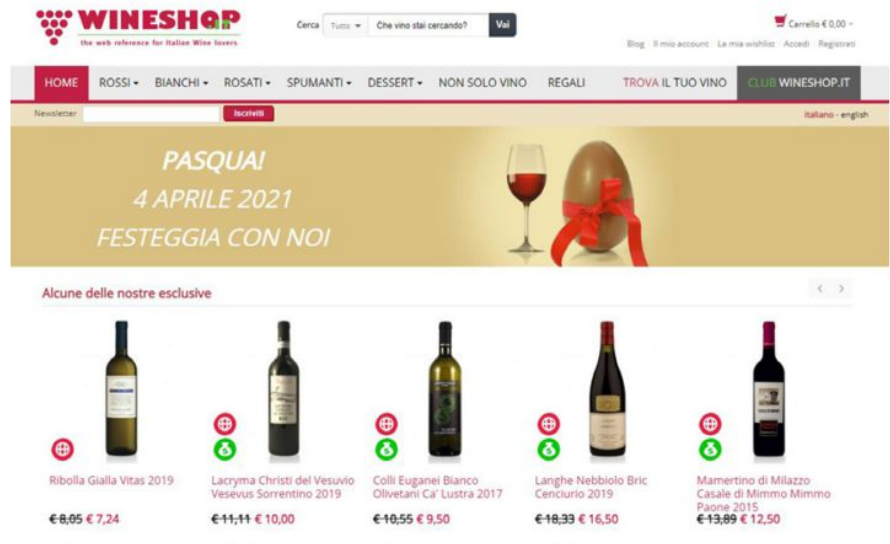 WINESHOP
.IT
the web reference for Italian Wine lovers
Cerca Tutto Che vino stai cercando? Vai
Carrello € 0,00
Blog Il mio account La mia wishlist Accedi Registrati
HOME ROSSI BIANCHI ROSATI SPUMANTI DESSERT NON SOLO VINO REGALI TROVA IL TUO VINO CLUB WINESHOP.IT
Newsletter Iscriviti italiano - english
PASQUA!
4 APRILE 2021
FESTEGGIA CON NOI
Alcune delle nostre esclusive
Ribolla Gialla Vitas 2019
€ 8,05 € 7,24
Lacryma Christi del Vesuvio
Vesevus Sorrentino 2019
€ 11,11 € 10,00
Colli Euganei Bianco
Olivetani Ca' Lustra 2017
€ 10,55 € 9,50
Langhe Nebbiolo Bric
Cenciurio 2019
€ 18,33 € 16,50
Mamertino di Milazzo
Casale di Mimmo Mimmo
Paone 2015
€ 13,89 € 12,50